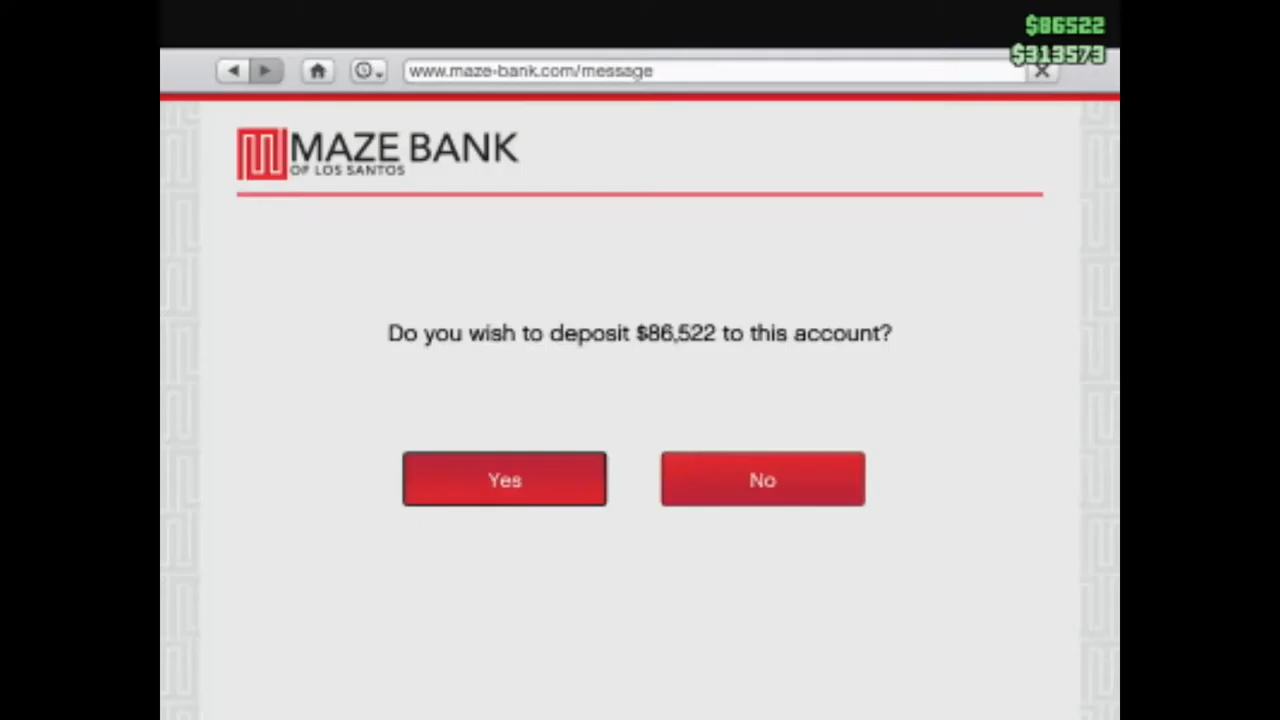 $86522
$313573
www.maze-bank.com/message
MAZE BANK
OF LOS SANTOS
Do you wish to deposit $86,522 to this account?
Yes
No